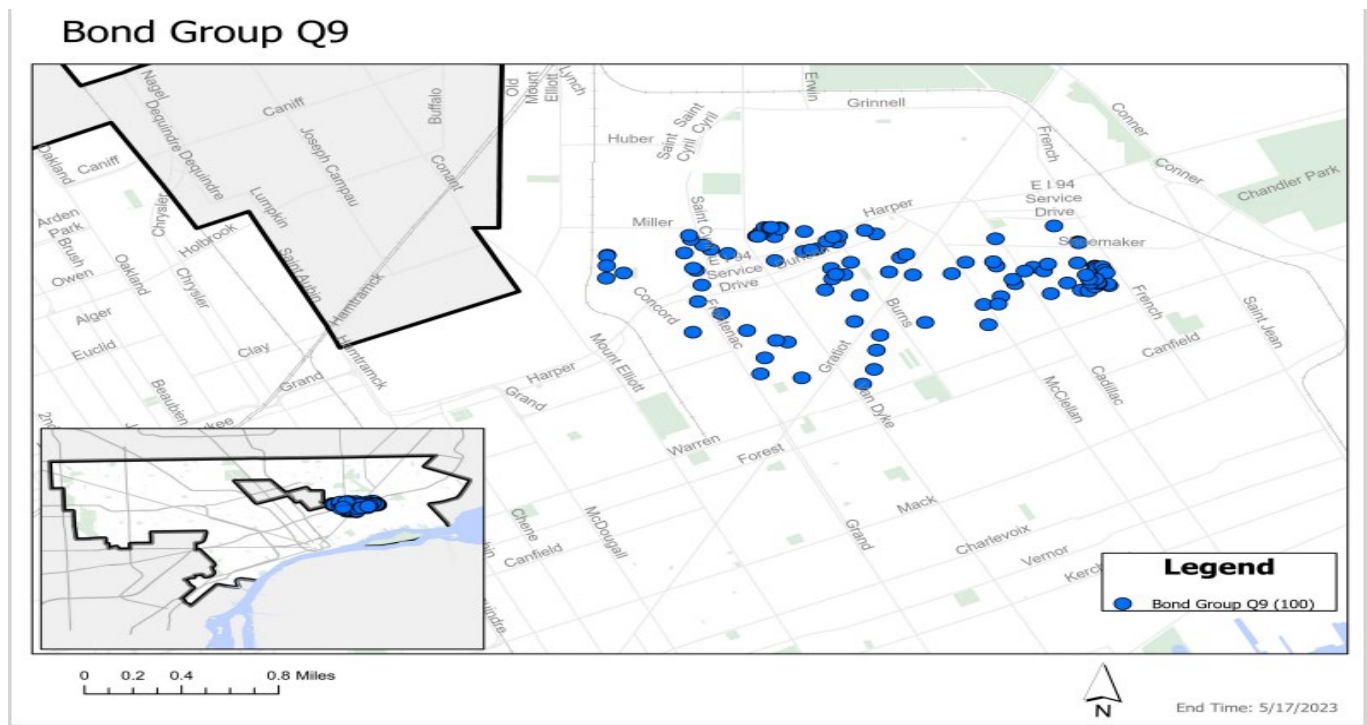 Bond Group Q9
Nagel
Dequindre
Dequindre
Caniff
Joseph Campau
Buffalo
Conant
Old
Mount
Elliott
Lynch
Erwin
Grinnell
Conner
Conner
Huber
Saint
Cyril
Saint
Cyril
French
Oakland
Caniff
Chrysler
Lumpkin
E I 94
Service
Drive
Chandler Park
Arden
Park
Brush
Holbrook
Miller
Harper
Owen
Oakland
Chrysler
Saint Aubin
Hamtramck
E I 94
Service
Drive
Alger
Concord
Burns
French
Saint Jean
Euclid
Clay
Hamtramck
Mount Elliott
Gratiot
Canfield
Grand
Harper
Grand
Beaubien
Van Dyke
McClellan
Cadillac
Warren
Forest
Mack
Chene
Canfield
McDougall
Grand
Charlevoix
Vernor
Legend
Bond Group Q9 (100)
0 0.2 0.4 0.8 Miles
N
End Time: 5/17/2023